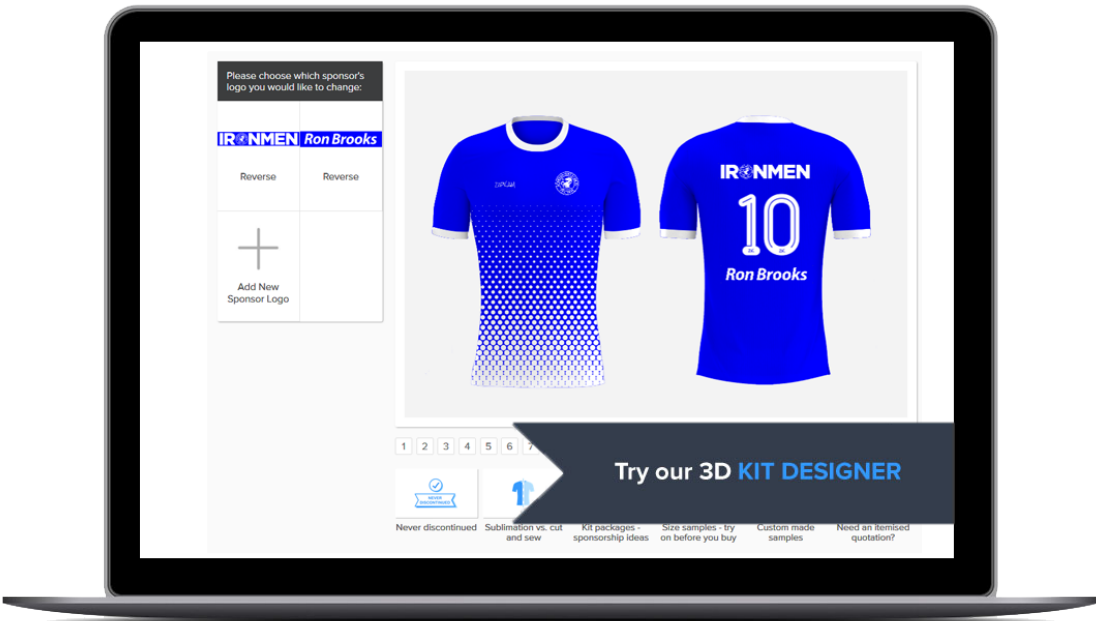 Please choose which sponsor's
logo you would like to change:
IRONMEN
Ron Brooks
Reverse
Reverse
Add New
Sponsor Logo
IRONMEN
10
Ron Brooks
1 2 3 4 5 6 7
Try our 3D KIT DESIGNER
NEVER
DISCONTINUED
Never discontinued
Sublimation vs. cut
and sew
Kit packages -
sponsorship ideas
Size samples - try
on before you buy
Custom made
samples
Need an itemised
quotation?